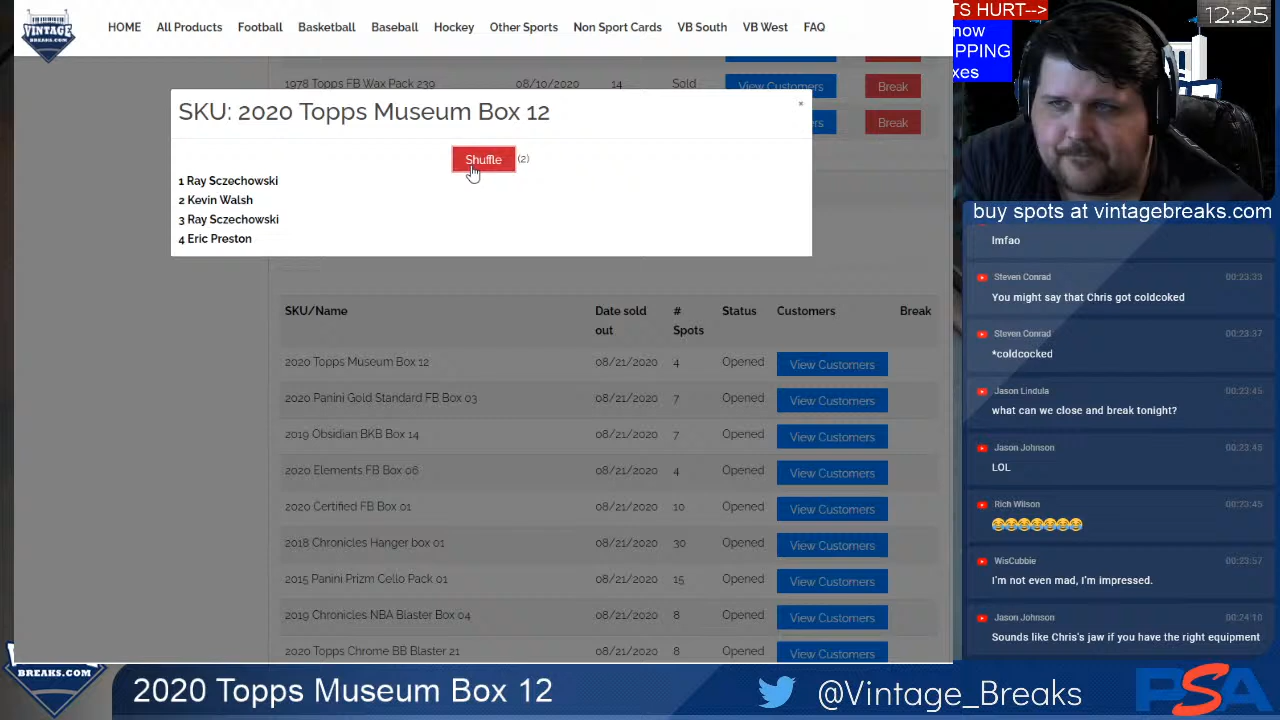 VINTAGE
BREAKS.COM
HOME
All Products
Football
Basketball
Baseball
Hockey
Other Sports
Non Sport Cards
VB South
VB West
FAQ
1978 Topps FB Wax Pack 239
08/10/2020
14
Sold
View Customers
Break
Break
SKU: 2020 Topps Museum Box 12
×
Shuffle
(2)
1 Ray Sczechowski
2 Kevin Walsh
3 Ray Sczechowski
4 Eric Preston
SKU/Name
Date sold out
# Spots
Status
Customers
Break
2020 Topps Museum Box 12 08/21/2020 4 Opened View Customers
2020 Panini Gold Standard FB Box 03 08/21/2020 7 Opened View Customers
2019 Obsidian BKB Box 14 08/21/2020 7 Opened View Customers
2020 Elements FB Box 06 08/21/2020 4 Opened View Customers
2020 Certified FB Box 01 08/21/2020 10 Opened View Customers
2018 Chronicles Hanger box 01 08/21/2020 30 Opened View Customers
2015 Panini Prizm Cello Pack 01 08/21/2020 15 Opened View Customers
2019 Chronicles NBA Blaster Box 04 08/21/2020 8 Opened View Customers
2020 Topps Chrome BB Blaster 21 08/21/2020 8 Opened View Customers
TS HURT-->
now
PPING
xes
12:25
buy spots at vintagebreaks.com
lmfao
Steven Conrad 00:23:33
You might say that Chris got coldcoked
Steven Conrad 00:23:37
*coldcocked
Jason Lindula 00:23:45
what can we close and break tonight?
Jason Johnson 00:23:45
LOL
Rich Wilson 00:23:45
😂😂😂😂😂😂😂
WisCubbie 00:23:57
I'm not even mad, I'm impressed.
Jason Johnson 00:24:16
Sounds like Chris's jaw if you have the right equipment
BREAKS.COM
2020 Topps Museum Box 12
@Vintage_Breaks
PSA